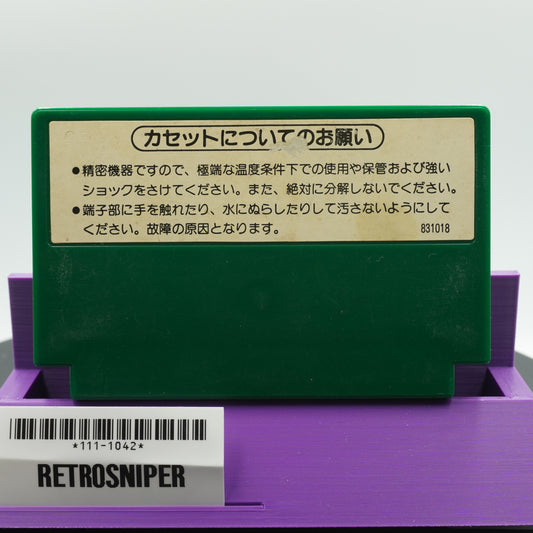 カセットについてのお願い
●精密機器ですので、極端な温度条件下での使用や保管および強い
ショックをさけてください。また、絶対に分解しないでください。
●端子部に手を触れたり、水にぬらしたりして汚さないようにして
ください。故障の原因となります。
831018
*111-1042*
RETROSNIPER